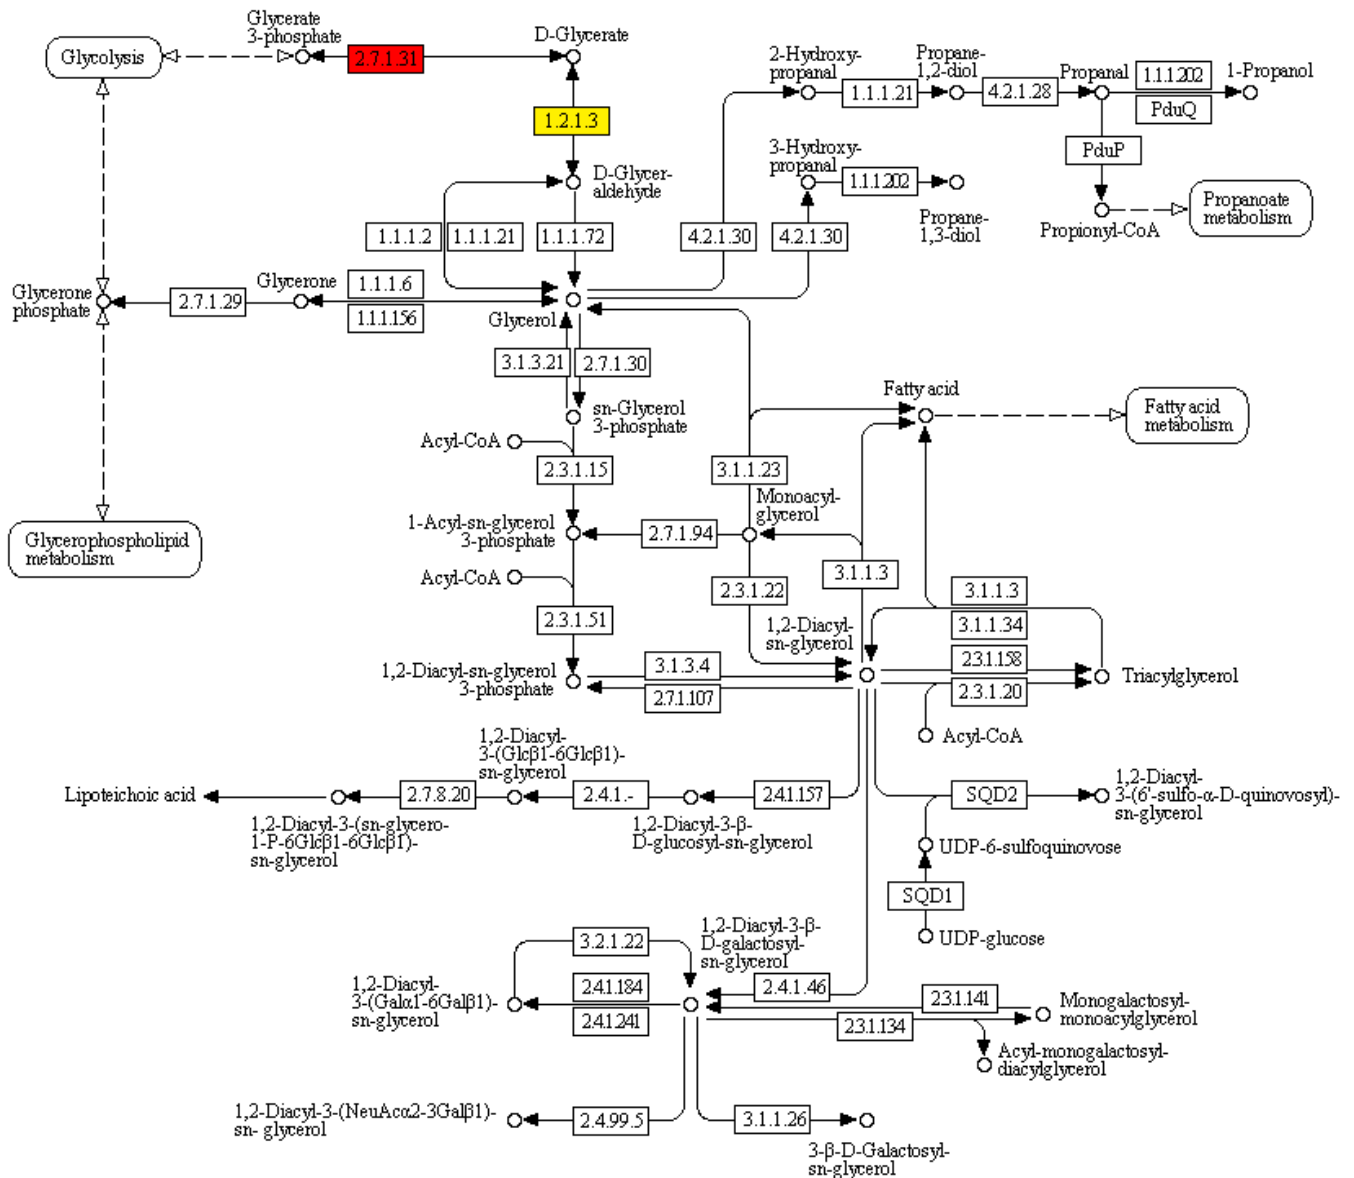 Glycerate
3-phosphate
D-Glycerate
Glycolysis
2.7.1.31
1.2.1.3
2-Hydroxy-
propanal
Propane-
1,2-diol
Propanal
1-Propanol
1.1.1.21
4.2.1.28
1.1.1.202
PduQ
3-Hydroxy-
propanal
1.1.1.202
Propane-
1,3-diol
PduP
Propionyl-CoA
Propanoate
metabolism
D-Glycer-
aldehyde
1.1.1.2
1.1.1.21
1.1.1.72
4.2.1.30
4.2.1.30
Glycerone
phosphate
2.7.1.29
Glycerone
1.1.1.6
1.1.1.156
Glycerol
3.1.3.21
2.7.1.30
Fatty acid
Fatty acid
metabolism
sn-Glycerol
3-phosphate
Acyl-CoA
2.3.1.15
3.1.1.23
Monoacyl-
glycerol
1-Acyl-sn-glycerol
3-phosphate
2.7.1.94
Glycerophospholipid
metabolism
Acyl-CoA
2.3.1.22
3.1.1.3
3.1.1.3
2.3.1.51
1,2-Diacyl-
sn-glycerol
3.1.1.34
1,2-Diacyl-sn-glycerol
3-phosphate
3.1.3.4
2.7.1.107
2.3.1.158
2.3.1.20
Triacylglycerol
Acyl-CoA
1,2-Diacyl-
3-(Glcβ1-6Glcβ1)-
sn-glycerol
Lipoteichoic acid
2.7.8.20
2.4.1.-
2.4.1.157
SQD2
1,2-Diacyl-
3-(6'-sulfo-α-D-quinovosyl)-
sn-glycerol
1,2-Diacyl-3-(sn-glycero-
1-P-6Glcβ1-6Glcβ1)-
sn-glycerol
1,2-Diacyl-3-β-
D-glucosyl-sn-glycerol
UDP-6-sulfoquinovose
SQD1
UDP-glucose
3.2.1.22
1,2-Diacyl-3-β-
D-galactosyl-
sn-glycerol
1,2-Diacyl-
3-(Galα1-6Galβ1)-
sn-glycerol
2.4.1.184
2.4.1.241
2.4.1.46
2.3.1.141
2.3.1.134
Monogalactosyl-
monoacylglycerol
Acyl-monogalactosyl-
diacylglycerol
1,2-Diacyl-3-(NeuAcα2-3Galβ1)-
sn- glycerol
2.4.99.5
3.1.1.26
3-β-D-Galactosyl-
sn-glycerol